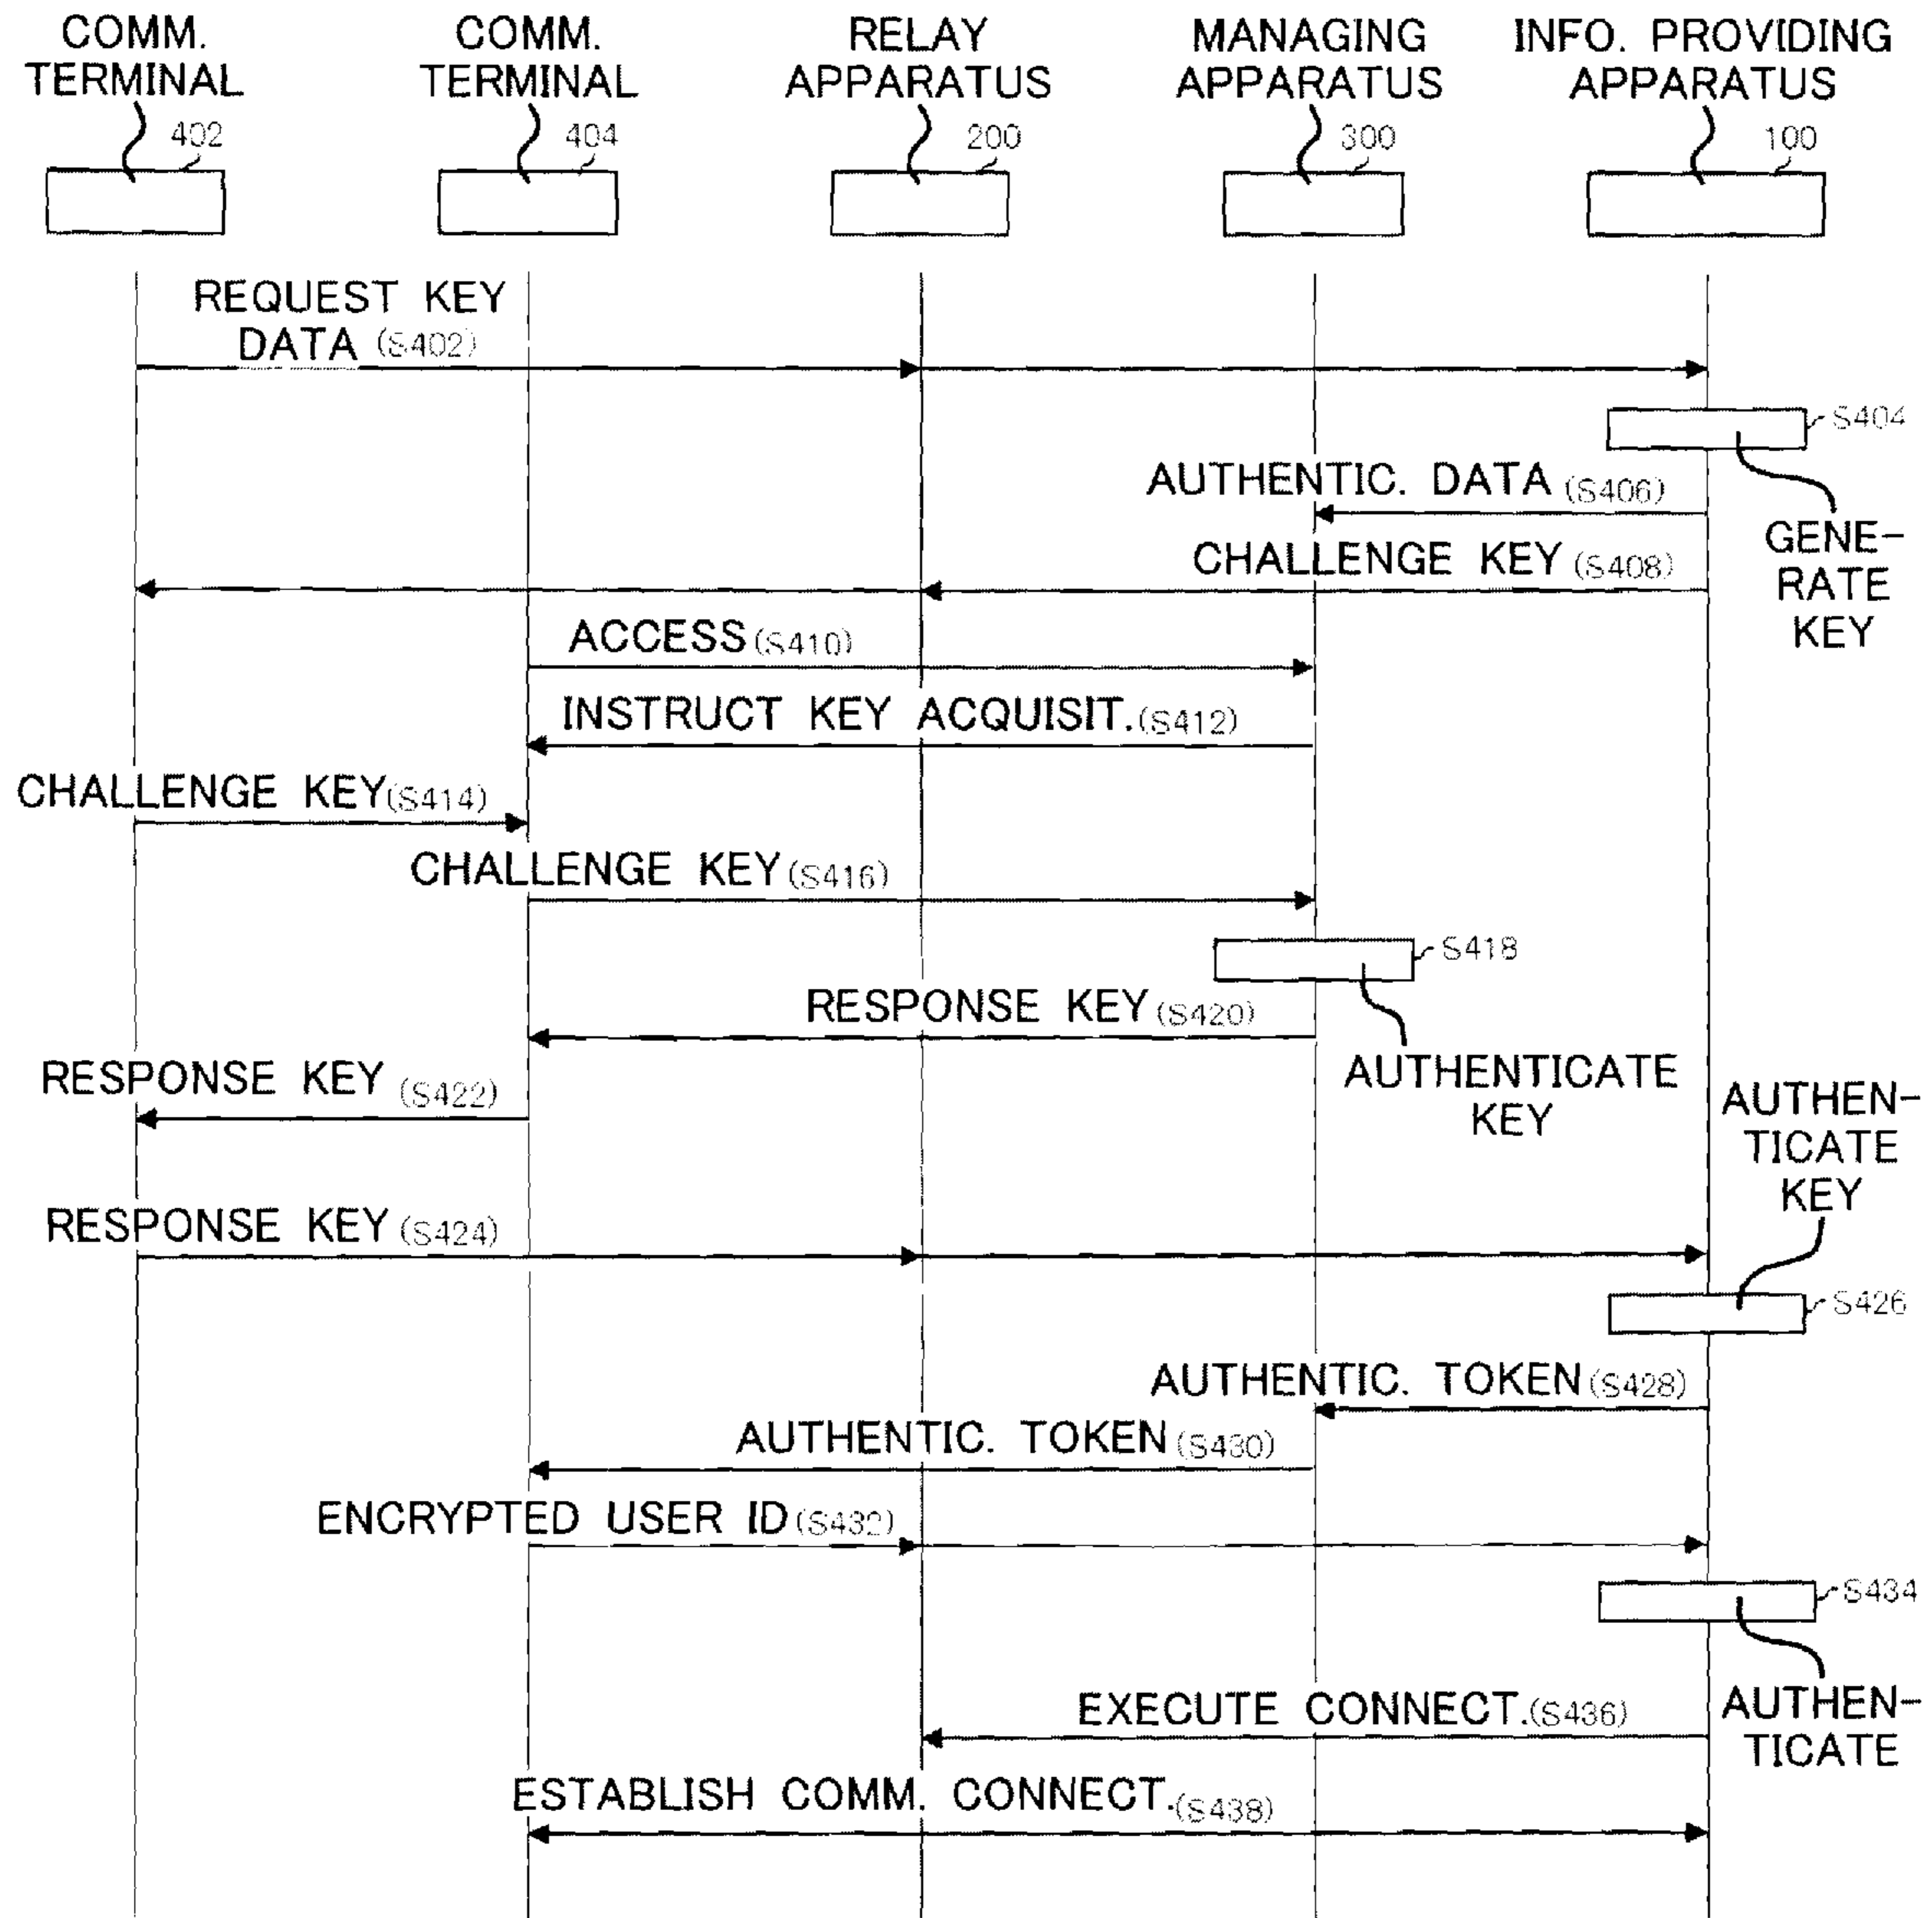 COMM.
TERMINAL
COMM.
TERMINAL
RELAY
APPARATUS
MANAGING
APPARATUS
INFO. PROVIDING
APPARATUS
402
404
200
300
100
REQUEST KEY
DATA (S402)
S404
GENE-
RATE
KEY
AUTHENTIC. DATA (S406)
CHALLENGE KEY (S408)
ACCESS (S410)
INSTRUCT KEY ACQUISIT. (S412)
CHALLENGE KEY (S414)
CHALLENGE KEY (S416)
S418
AUTHENTICATE
KEY
RESPONSE KEY (S420)
RESPONSE KEY (S422)
AUTHEN-
TICATE
KEY
RESPONSE KEY (S424)
S426
AUTHENTIC. TOKEN (S428)
AUTHENTIC. TOKEN (S430)
ENCRYPTED USER ID (S432)
S434
AUTHEN-
TICATE
EXECUTE CONNECT. (S436)
ESTABLISH COMM. CONNECT. (S438)